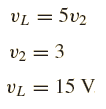 v_L = 5v_2
v_2 = 3
v_L = 15 V.